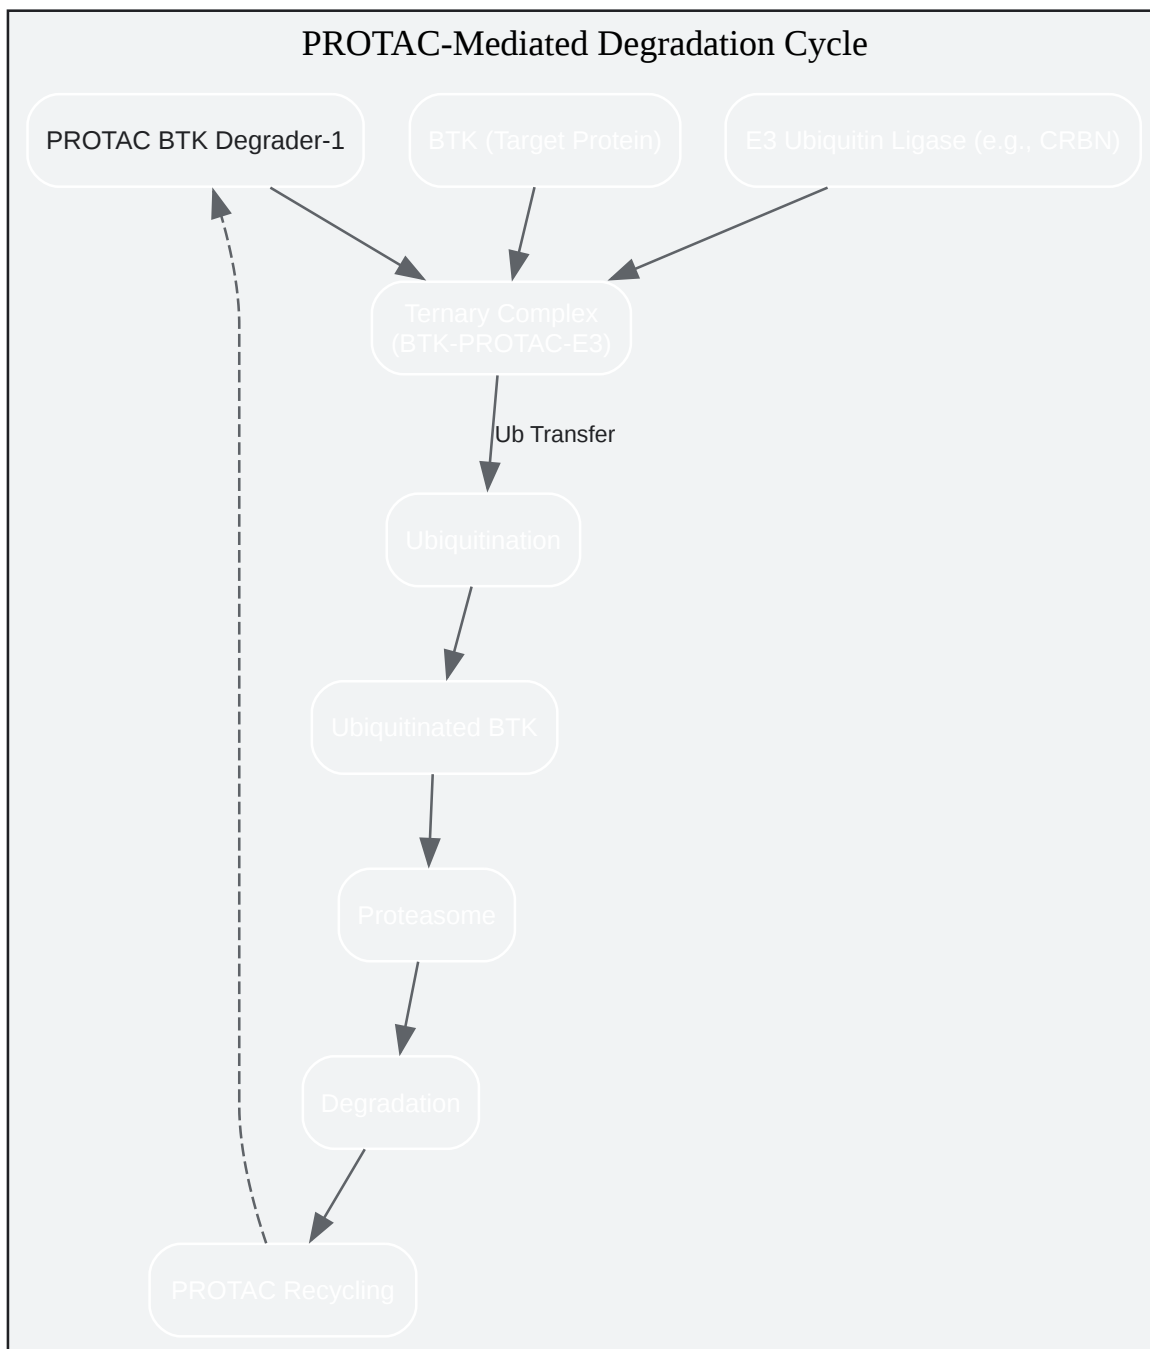 PROTAC-Mediated Degradation Cycle
PROTAC BTK Degrader-1
BTK (Target Protein)
E3 Ubiquitin Ligase (e.g., CRBN)
Ternary Complex
(BTK-PROTAC-E3)
Ub Transfer
Ubiquitination
Ubiquitinated BTK
Proteasome
Degradation
PROTAC Recycling